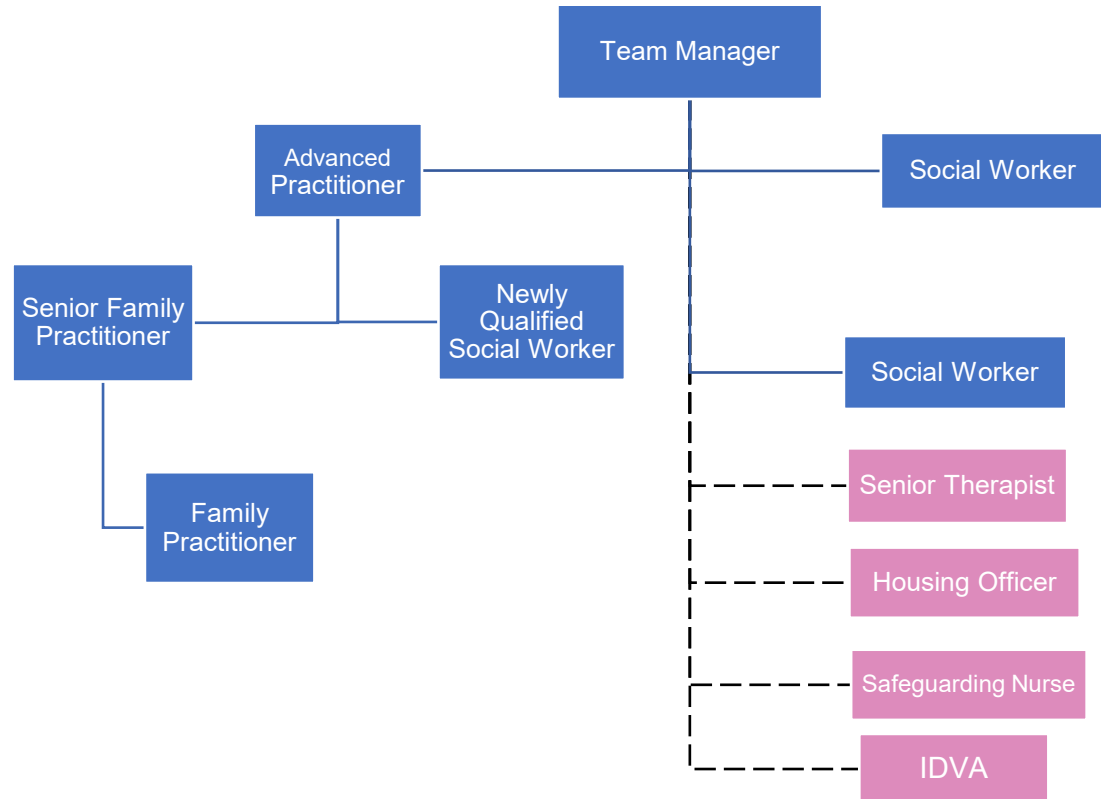 Team Manager
Advanced
Practitioner
Social Worker
Senior Family
Practitioner
Newly
Qualified
Social Worker
Social Worker
Senior Therapist
Family
Practitioner
Housing Officer
Safeguarding Nurse
IDVA